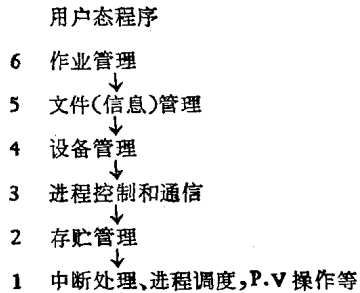 用户态程序
6 作业管理
5 文件(信息)管理
4 设备管理
3 进程控制和通信
2 存贮管理
1 中断处理、进程调度,P.V 操作等